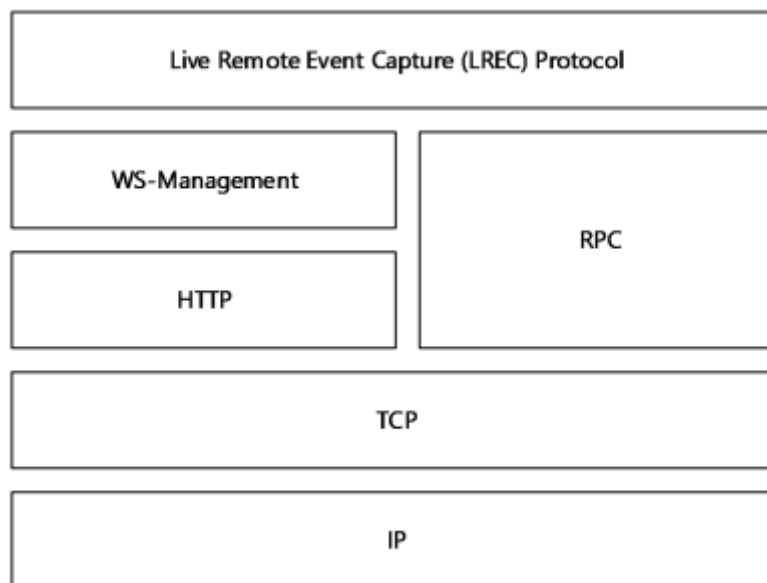 Live Remote Event Capture (LREC) Protocol
WS-Management
RPC
HTTP
TCP
IP